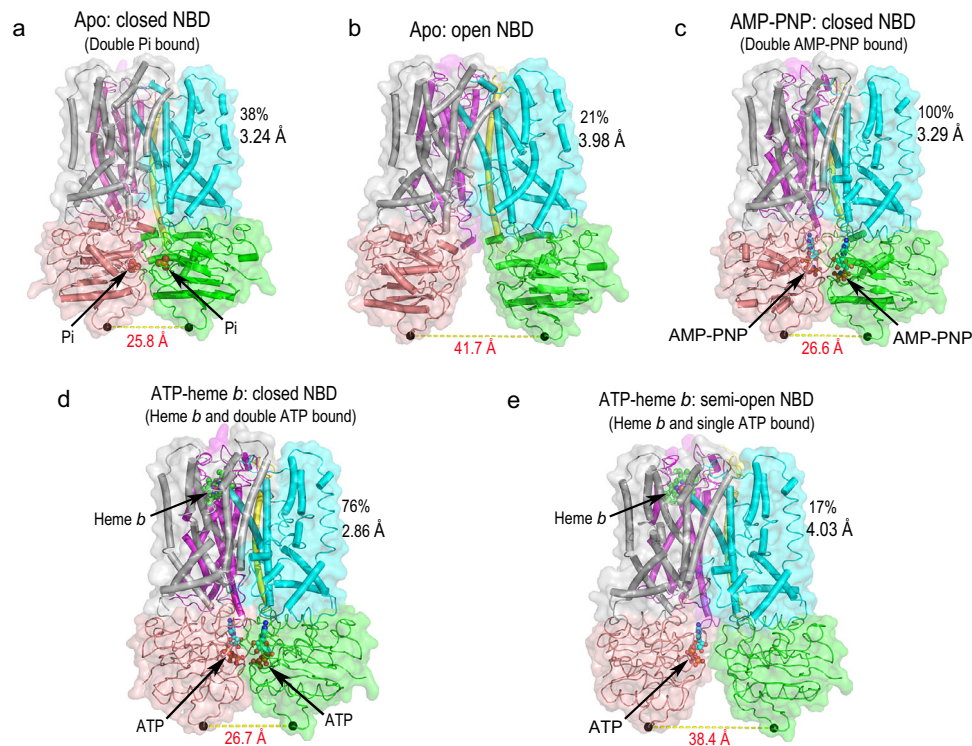 a
Apo: closed NBD
(Double Pi bound)
38%
3.24 Å
Pi
Pi
25.8 Å
b
Apo: open NBD
21%
3.98 Å
41.7 Å
c
AMP-PNP: closed NBD
(Double AMP-PNP bound)
100%
3.29 Å
AMP-PNP
AMP-PNP
26.6 Å
d
ATP-heme b: closed NBD
(Heme b and double ATP bound)
Heme b
76%
2.86 Å
ATP
ATP
26.7 Å
e
ATP-heme b: semi-open NBD
(Heme b and single ATP bound)
Heme b
17%
4.03 Å
ATP
38.4 Å